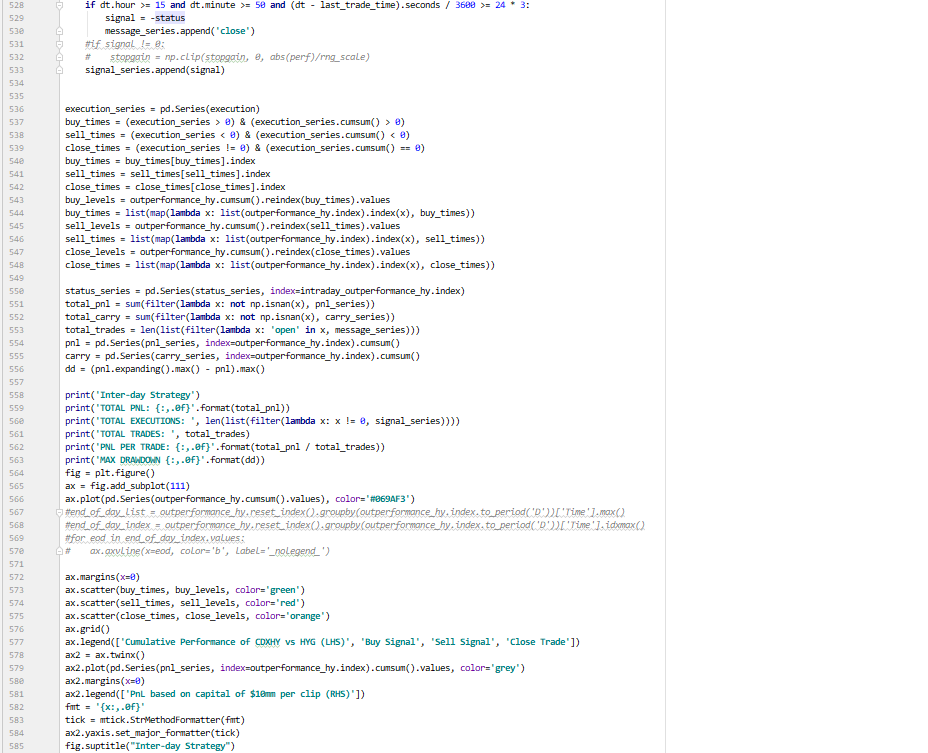 528 if dt.hour >= 15 and dt.minute >= 50 and (dt - last_trade_time).seconds / 3600 >= 24 * 3:
529 signal = -status
530 message_series.append('close')
531 #if signal != 0:
532 #    stopgain = np.clip(stopgain, 0, abs(perf)/rng_scale)
533 signal_series.append(signal)
534
535
536 execution_series = pd.Series(execution)
537 buy_times = (execution_series > 0) & (execution_series.cumsum() > 0)
538 sell_times = (execution_series < 0) & (execution_series.cumsum() < 0)
539 close_times = (execution_series != 0) & (execution_series.cumsum() == 0)
540 buy_times = buy_times[buy_times].index
541 sell_times = sell_times[sell_times].index
542 close_times = close_times[close_times].index
543 buy_levels = outperformance_hy.cumsum().reindex(buy_times).values
544 buy_times = list(map(lambda x: list(outperformance_hy.index).index(x), buy_times))
545 sell_levels = outperformance_hy.cumsum().reindex(sell_times).values
546 sell_times = list(map(lambda x: list(outperformance_hy.index).index(x), sell_times))
547 close_levels = outperformance_hy.cumsum().reindex(close_times).values
548 close_times = list(map(lambda x: list(outperformance_hy.index).index(x), close_times))
549
550 status_series = pd.Series(status_series, index=intraday_outperformance_hy.index)
551 total_pnl = sum(filter(lambda x: not np.isnan(x), pnl_series))
552 total_carry = sum(filter(lambda x: not np.isnan(x), carry_series))
553 total_trades = len(list(filter(lambda x: 'open' in x, message_series)))
554 pnl = pd.Series(pnl_series, index=outperformance_hy.index).cumsum()
555 carry = pd.Series(carry_series, index=outperformance_hy.index).cumsum()
556 dd = (pnl.expanding().max() - pnl).max()
557
558 print('Inter-day Strategy')
559 print('TOTAL PNL: {:,.0f}'.format(total_pnl))
560 print('TOTAL EXECUTIONS: ', len(list(filter(lambda x: x != 0, signal_series))))
561 print('TOTAL TRADES: ', total_trades)
562 print('PNL PER TRADE: {:,.0f}'.format(total_pnl / total_trades))
563 print('MAX DRAWDOWN {:,.0f}'.format(dd))
564 fig = plt.figure()
565 ax = fig.add_subplot(111)
566 ax.plot(pd.Series(outperformance_hy.cumsum().values), color='#069AF3')
567 #end_of_day_list = outperformance_hy.reset_index().groupby(outperformance_hy.index.to_period('D'))['Time'].max()
568 #end_of_day_index = outperformance_hy.reset_index().groupby(outperformance_hy.index.to_period('D'))['Time'].idxmax()
569 #for eod in end_of_day_index.values:
570 #    ax.axvline(x=eod, color='b', label='_nolegend_')
571
572 ax.margins(x=0)
573 ax.scatter(buy_times, buy_levels, color='green')
574 ax.scatter(sell_times, sell_levels, color='red')
575 ax.scatter(close_times, close_levels, color='orange')
576 ax.grid()
577 ax.legend(['Cumulative Performance of CDXHY vs HYG (LHS)', 'Buy Signal', 'Sell Signal', 'Close Trade'])
578 ax2 = ax.twinx()
579 ax2.plot(pd.Series(pnl_series, index=outperformance_hy.index).cumsum().values, color='grey')
580 ax2.margins(x=0)
581 ax2.legend(['PnL based on capital of $10mm per clip (RHS)'])
582 fmt = '{x:,.0f}'
583 tick = mtick.StrMethodFormatter(fmt)
584 ax2.yaxis.set_major_formatter(tick)
585 fig.suptitle("Inter-day Strategy")